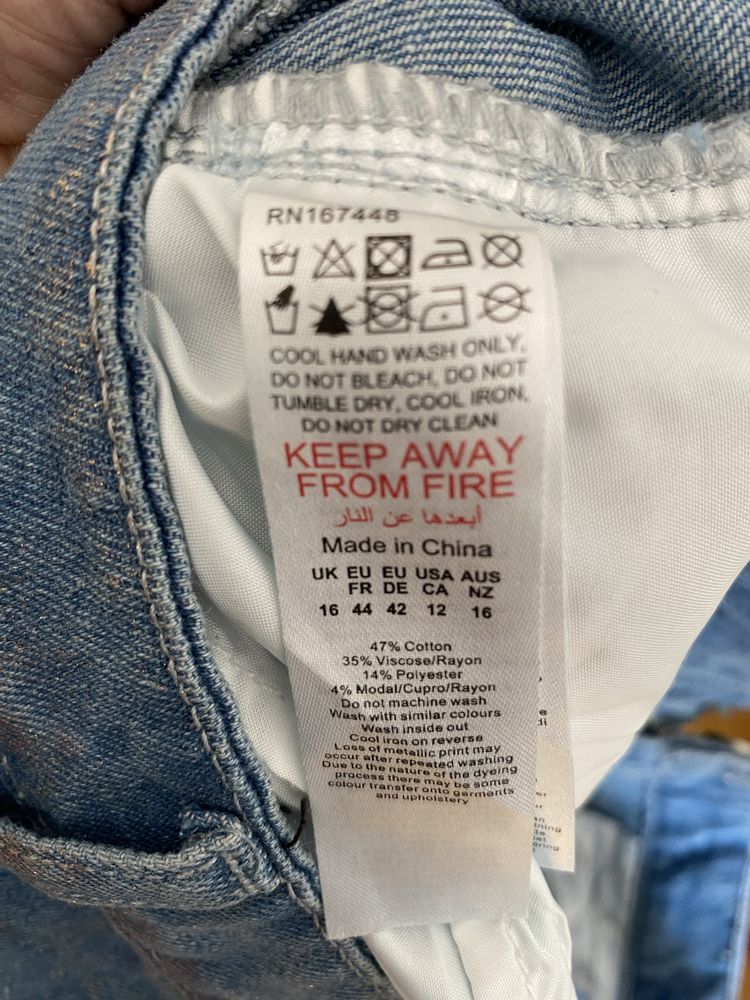 RN167448
COOL HAND WASH ONLY,
DO NOT BLEACH, DO NOT
TUMBLE DRY, COOL IRON,
DO NOT DRY CLEAN
KEEP AWAY
FROM FIRE
أبعدها عن النار
Made in China
UK EU EU USA AUS
FR DE CA NZ
16 44 42 12 16
47% Cotton
35% Viscose/Rayon
14% Polyester
4% Modal/Cupro/Rayon
Do not machine wash
Wash with similar colours
Wash inside out
Cool iron on reverse
Loss of metallic print may
occur after repeated washing
Due to the nature of the dyeing
process there may be some
colour transfer onto garments
and upholstery